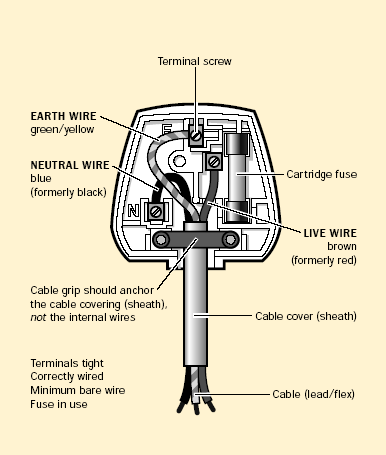 Terminal screw
EARTH WIRE
green/yellow
NEUTRAL WIRE
blue
(formerly black)
E
N
Cartridge fuse
LIVE WIRE
brown
(formerly red)
Cable grip should anchor
the cable covering (sheath),
not the internal wires
Cable cover (sheath)
Terminals tight
Correctly wired
Minimum bare wire
Fuse in use
Cable (lead/flex)